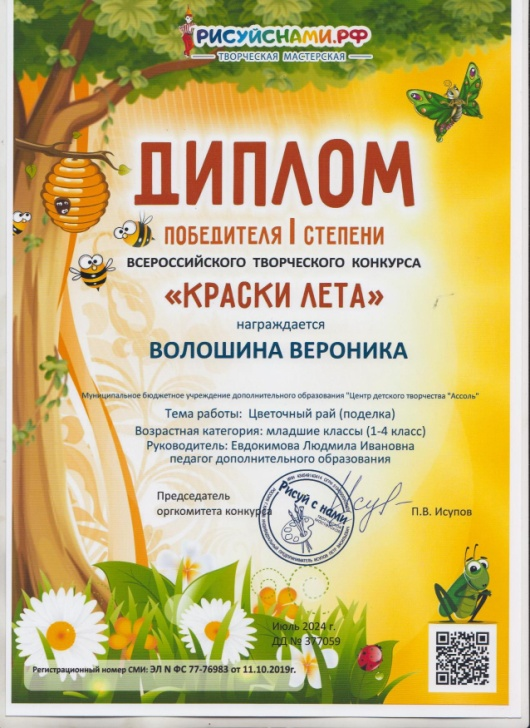 РИСУЙСНАМИ.РФ
ТВОРЧЕСКАЯ МАСТЕРСКАЯ
ДИПЛОМ
ПОБЕДИТЕЛЯ I СТЕПЕНИ
ВСЕРОССИЙСКОГО ТВОРЧЕСКОГО КОНКУРСА
«КРАСКИ ЛЕТА»
награждается
ВОЛОШИНА ВЕРОНИКА
Муниципальное бюджетное учреждение дополнительного образования "Центр детского творчества "Ассоль"
Тема работы: Цветочный рай (поделка)
Возрастная категория: младшие классы (1-4 класс)
Руководитель: Евдокимова Людмила Ивановна
педагог дополнительного образования
Председатель
оргкомитета конкурса
Рисуй с нами
П.В. Исупов
Июль 2024 г.
ДД № 377059
Регистрационный номер СМИ: ЭЛ N ФС 77-76983 от 11.10.2019г.